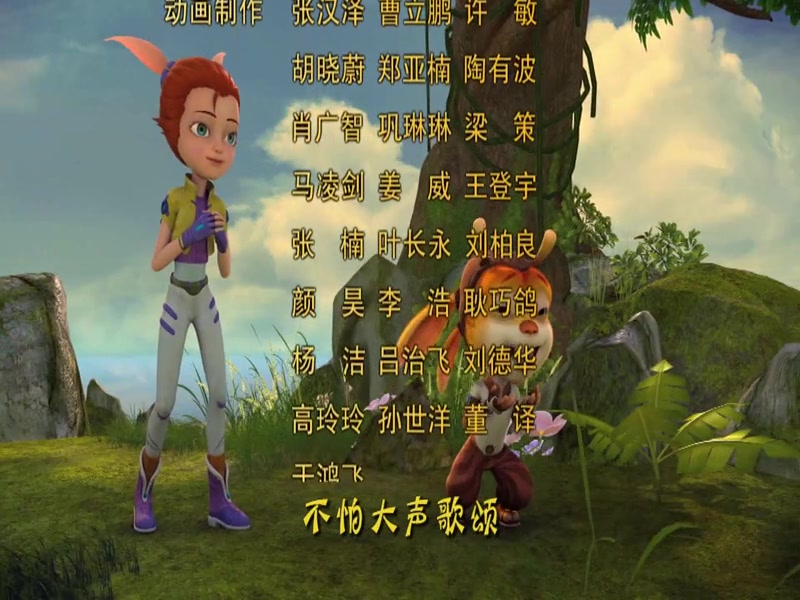 动画制作 张汉泽 曹立鹏 许 敏
胡晓蔚 郑亚楠 陶有波
肖广智 巩琳琳 梁 策
马凌剑 姜 威 王登宇
张 楠 叶长永 刘柏良
颜 昊 李 浩 耿巧鸽
杨 洁 吕治飞 刘德华
高玲玲 孙世洋 董 译
鸿飞
不怕大声歌颂